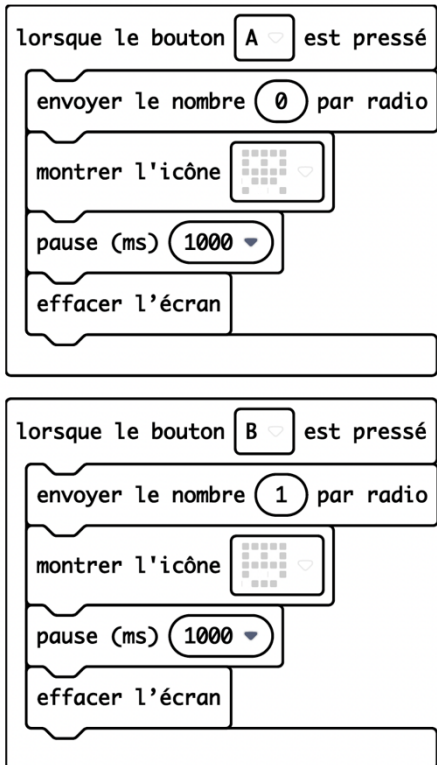 lorsque le bouton A est pressé
envoyer le nombre 0 par radio
montrer l'icône
pause (ms) 1000
effacer l’écran
lorsque le bouton B est pressé
envoyer le nombre 1 par radio
montrer l'icône
pause (ms) 1000
effacer l’écran